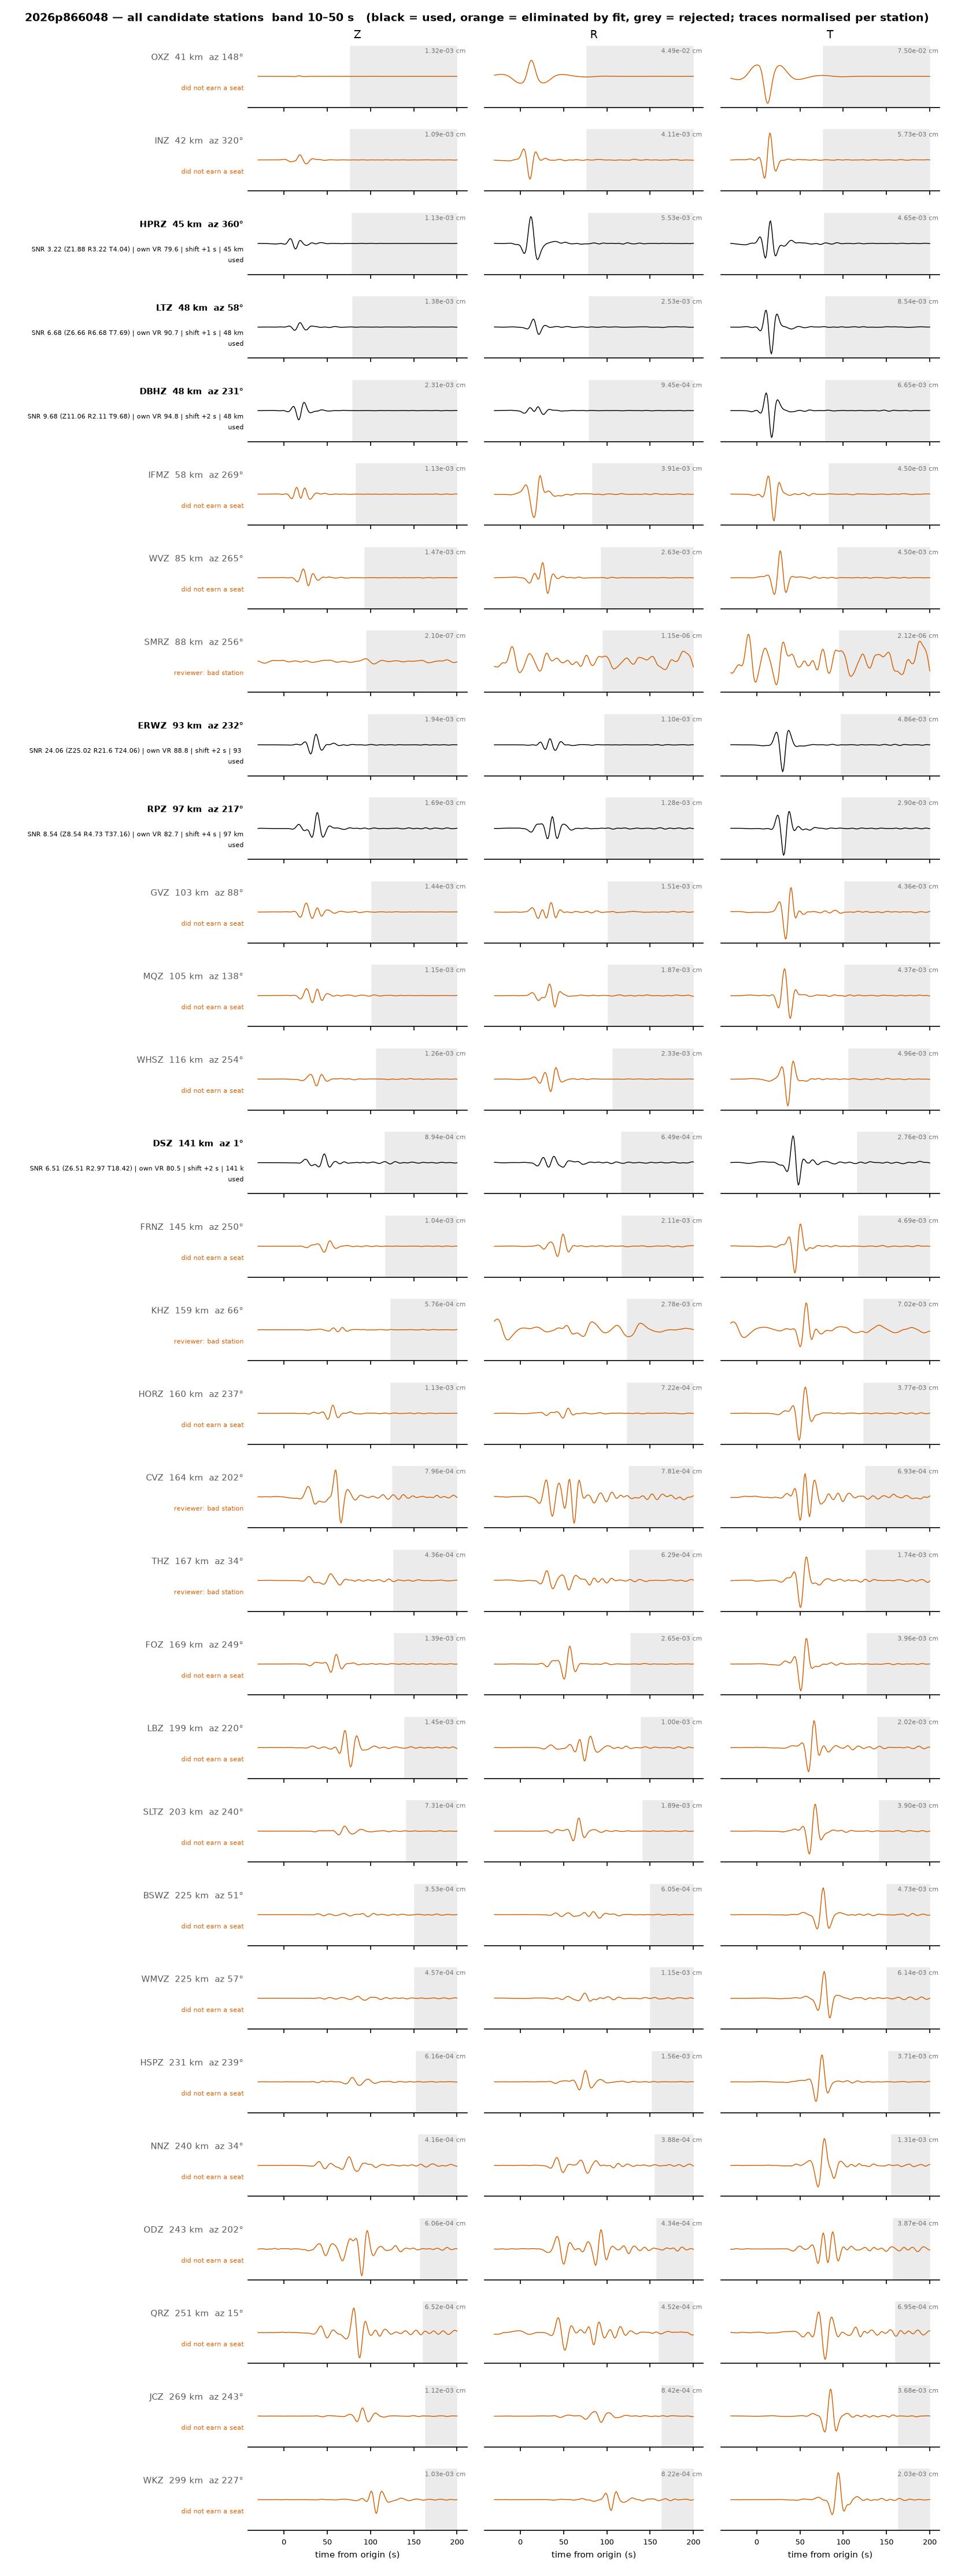 2026p866048 — all candidate stations  band 10–50 s   (black = used, orange = eliminated by fit, grey = rejected; traces normalised per station)
Z R T
OXZ  41 km  az 148°
did not earn a seat
1.32e-03 cm 4.49e-02 cm 7.50e-02 cm
INZ  42 km  az 320°
did not earn a seat
1.09e-03 cm 4.11e-03 cm 5.73e-03 cm
HPRZ  45 km  az 360°
SNR 3.22 (Z1.88 R3.22 T4.04) | own VR 79.6 | shift +1 s | 45 km
used
1.13e-03 cm 5.53e-03 cm 4.65e-03 cm
LTZ  48 km  az 58°
SNR 6.68 (Z6.66 R6.68 T7.69) | own VR 90.7 | shift +1 s | 48 km
used
1.38e-03 cm 2.53e-03 cm 8.54e-03 cm
DBHZ  48 km  az 231°
SNR 9.68 (Z11.06 R2.11 T9.68) | own VR 94.8 | shift +2 s | 48 km
used
2.31e-03 cm 9.45e-04 cm 6.65e-03 cm
IFMZ  58 km  az 269°
did not earn a seat
1.13e-03 cm 3.91e-03 cm 4.50e-03 cm
WVZ  85 km  az 265°
did not earn a seat
1.47e-03 cm 2.63e-03 cm 4.50e-03 cm
SMRZ  88 km  az 256°
reviewer: bad station
2.10e-07 cm 1.15e-06 cm 2.12e-06 cm
ERWZ  93 km  az 232°
SNR 24.06 (Z25.02 R21.6 T24.06) | own VR 88.8 | shift +2 s | 93
used
1.94e-03 cm 1.10e-03 cm 4.86e-03 cm
RPZ  97 km  az 217°
SNR 8.54 (Z8.54 R4.73 T37.16) | own VR 82.7 | shift +4 s | 97 km
used
1.69e-03 cm 1.28e-03 cm 2.90e-03 cm
GVZ  103 km  az 88°
did not earn a seat
1.44e-03 cm 1.51e-03 cm 4.36e-03 cm
MQZ  105 km  az 138°
did not earn a seat
1.15e-03 cm 1.87e-03 cm 4.37e-03 cm
WHSZ  116 km  az 254°
did not earn a seat
1.26e-03 cm 2.33e-03 cm 4.96e-03 cm
DSZ  141 km  az 1°
SNR 6.51 (Z6.51 R2.97 T18.42) | own VR 80.5 | shift +2 s | 141 k
used
8.94e-04 cm 6.49e-04 cm 2.76e-03 cm
FRNZ  145 km  az 250°
did not earn a seat
1.04e-03 cm 2.11e-03 cm 4.69e-03 cm
KHZ  159 km  az 66°
reviewer: bad station
5.76e-04 cm 2.78e-03 cm 7.02e-03 cm
HORZ  160 km  az 237°
did not earn a seat
1.13e-03 cm 7.22e-04 cm 3.77e-03 cm
CVZ  164 km  az 202°
reviewer: bad station
7.96e-04 cm 7.81e-04 cm 6.93e-04 cm
THZ  167 km  az 34°
reviewer: bad station
4.36e-04 cm 6.29e-04 cm 1.74e-03 cm
FOZ  169 km  az 249°
did not earn a seat
1.39e-03 cm 2.65e-03 cm 3.96e-03 cm
LBZ  199 km  az 220°
did not earn a seat
1.45e-03 cm 1.00e-03 cm 2.02e-03 cm
SLTZ  203 km  az 240°
did not earn a seat
7.31e-04 cm 1.89e-03 cm 3.90e-03 cm
BSWZ  225 km  az 51°
did not earn a seat
3.53e-04 cm 6.05e-04 cm 4.73e-03 cm
WMVZ  225 km  az 57°
did not earn a seat
4.57e-04 cm 1.15e-03 cm 6.14e-03 cm
HSPZ  231 km  az 239°
did not earn a seat
6.16e-04 cm 1.56e-03 cm 3.71e-03 cm
NNZ  240 km  az 34°
did not earn a seat
4.16e-04 cm 3.88e-04 cm 1.31e-03 cm
ODZ  243 km  az 202°
did not earn a seat
6.06e-04 cm 4.34e-04 cm 3.87e-04 cm
QRZ  251 km  az 15°
did not earn a seat
6.52e-04 cm 4.52e-04 cm 6.95e-04 cm
JCZ  269 km  az 243°
did not earn a seat
1.12e-03 cm 8.42e-04 cm 3.68e-03 cm
WKZ  299 km  az 227°
did not earn a seat
1.03e-03 cm 8.22e-04 cm 2.03e-03 cm
0 50 100 150 200 0 50 100 150 200 0 50 100 150 200
time from origin (s) time from origin (s) time from origin (s)